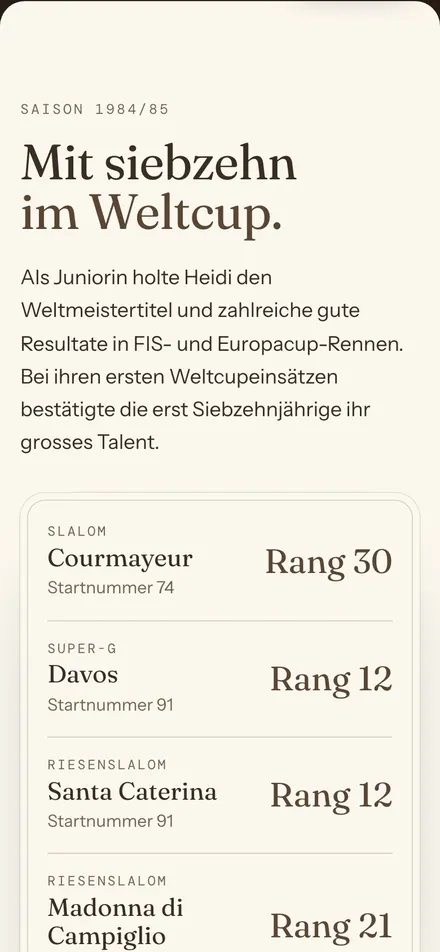 SAISON 1984/85
Mit siebzehn
im Weltcup.
Als Juniorin holte Heidi den
Weltmeistertitel und zahlreiche gute
Resultate in FIS- und Europacup-Rennen.
Bei ihren ersten Weltcupeinsätzen
bestätigte die erst Siebzehnjährige ihr
grosses Talent.
SLALOM
Courmayeur
Startnummer 74
Rang 30
SUPER-G
Davos
Startnummer 91
Rang 12
RIESENSLALOM
Santa Caterina
Startnummer 91
Rang 12
RIESENSLALOM
Madonna di
Campiglio
Rang 21